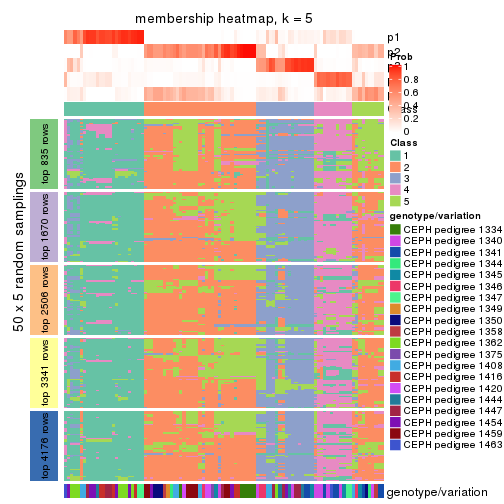 membership heatmap, k = 5
p1
p2
Prob
1
0.8
0.6
0.4
0.2
0
Class
Class
1
2
3
4
5
50 x 5 random samplings
top 835 rows
top 1670 rows
top 2506 rows
top 3341 rows
top 4176 rows
genotype/variation
CEPH pedigree 1334
CEPH pedigree 1340
CEPH pedigree 1341
CEPH pedigree 1344
CEPH pedigree 1345
CEPH pedigree 1346
CEPH pedigree 1347
CEPH pedigree 1349
CEPH pedigree 1350
CEPH pedigree 1358
CEPH pedigree 1362
CEPH pedigree 1375
CEPH pedigree 1408
CEPH pedigree 1416
CEPH pedigree 1420
CEPH pedigree 1444
CEPH pedigree 1447
CEPH pedigree 1454
CEPH pedigree 1459
CEPH pedigree 1463
genotype/variation